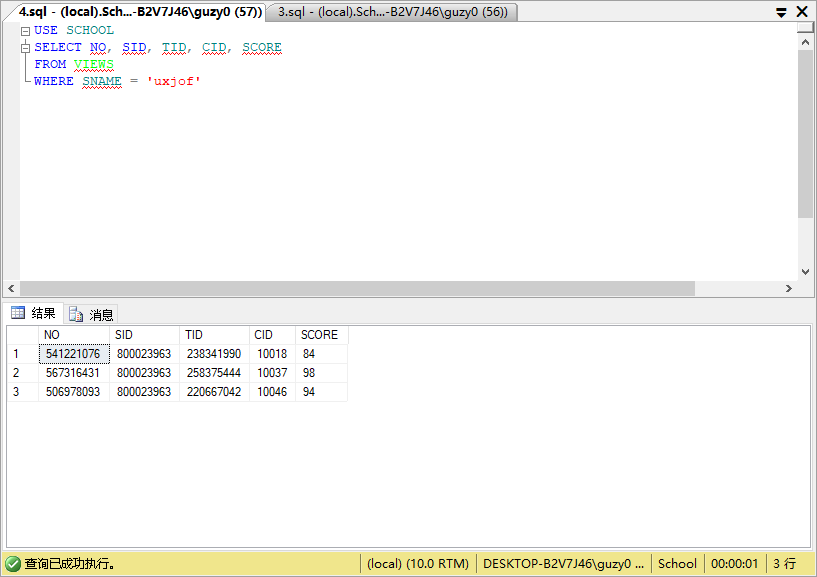 4.sql - (local).Sch...-B2V7J46\guzy0 (57)) 3.sql - (local).Sch...-B2V7J46\guzy0 (56))
USE SCHOOL
SELECT NO, SID, TID, CID, SCORE
FROM VIEWS
WHERE SNAME = 'uxjof'
结果 消息
NO SID TID CID SCORE
1 541221076 800023963 238341990 10018 84
2 567316431 800023963 258375444 10037 98
3 506978093 800023963 220667042 10046 94
查询已成功执行。 (local) (10.0 RTM) DESKTOP-B2V7J46\guzy0 ... School 00:00:01 3 行